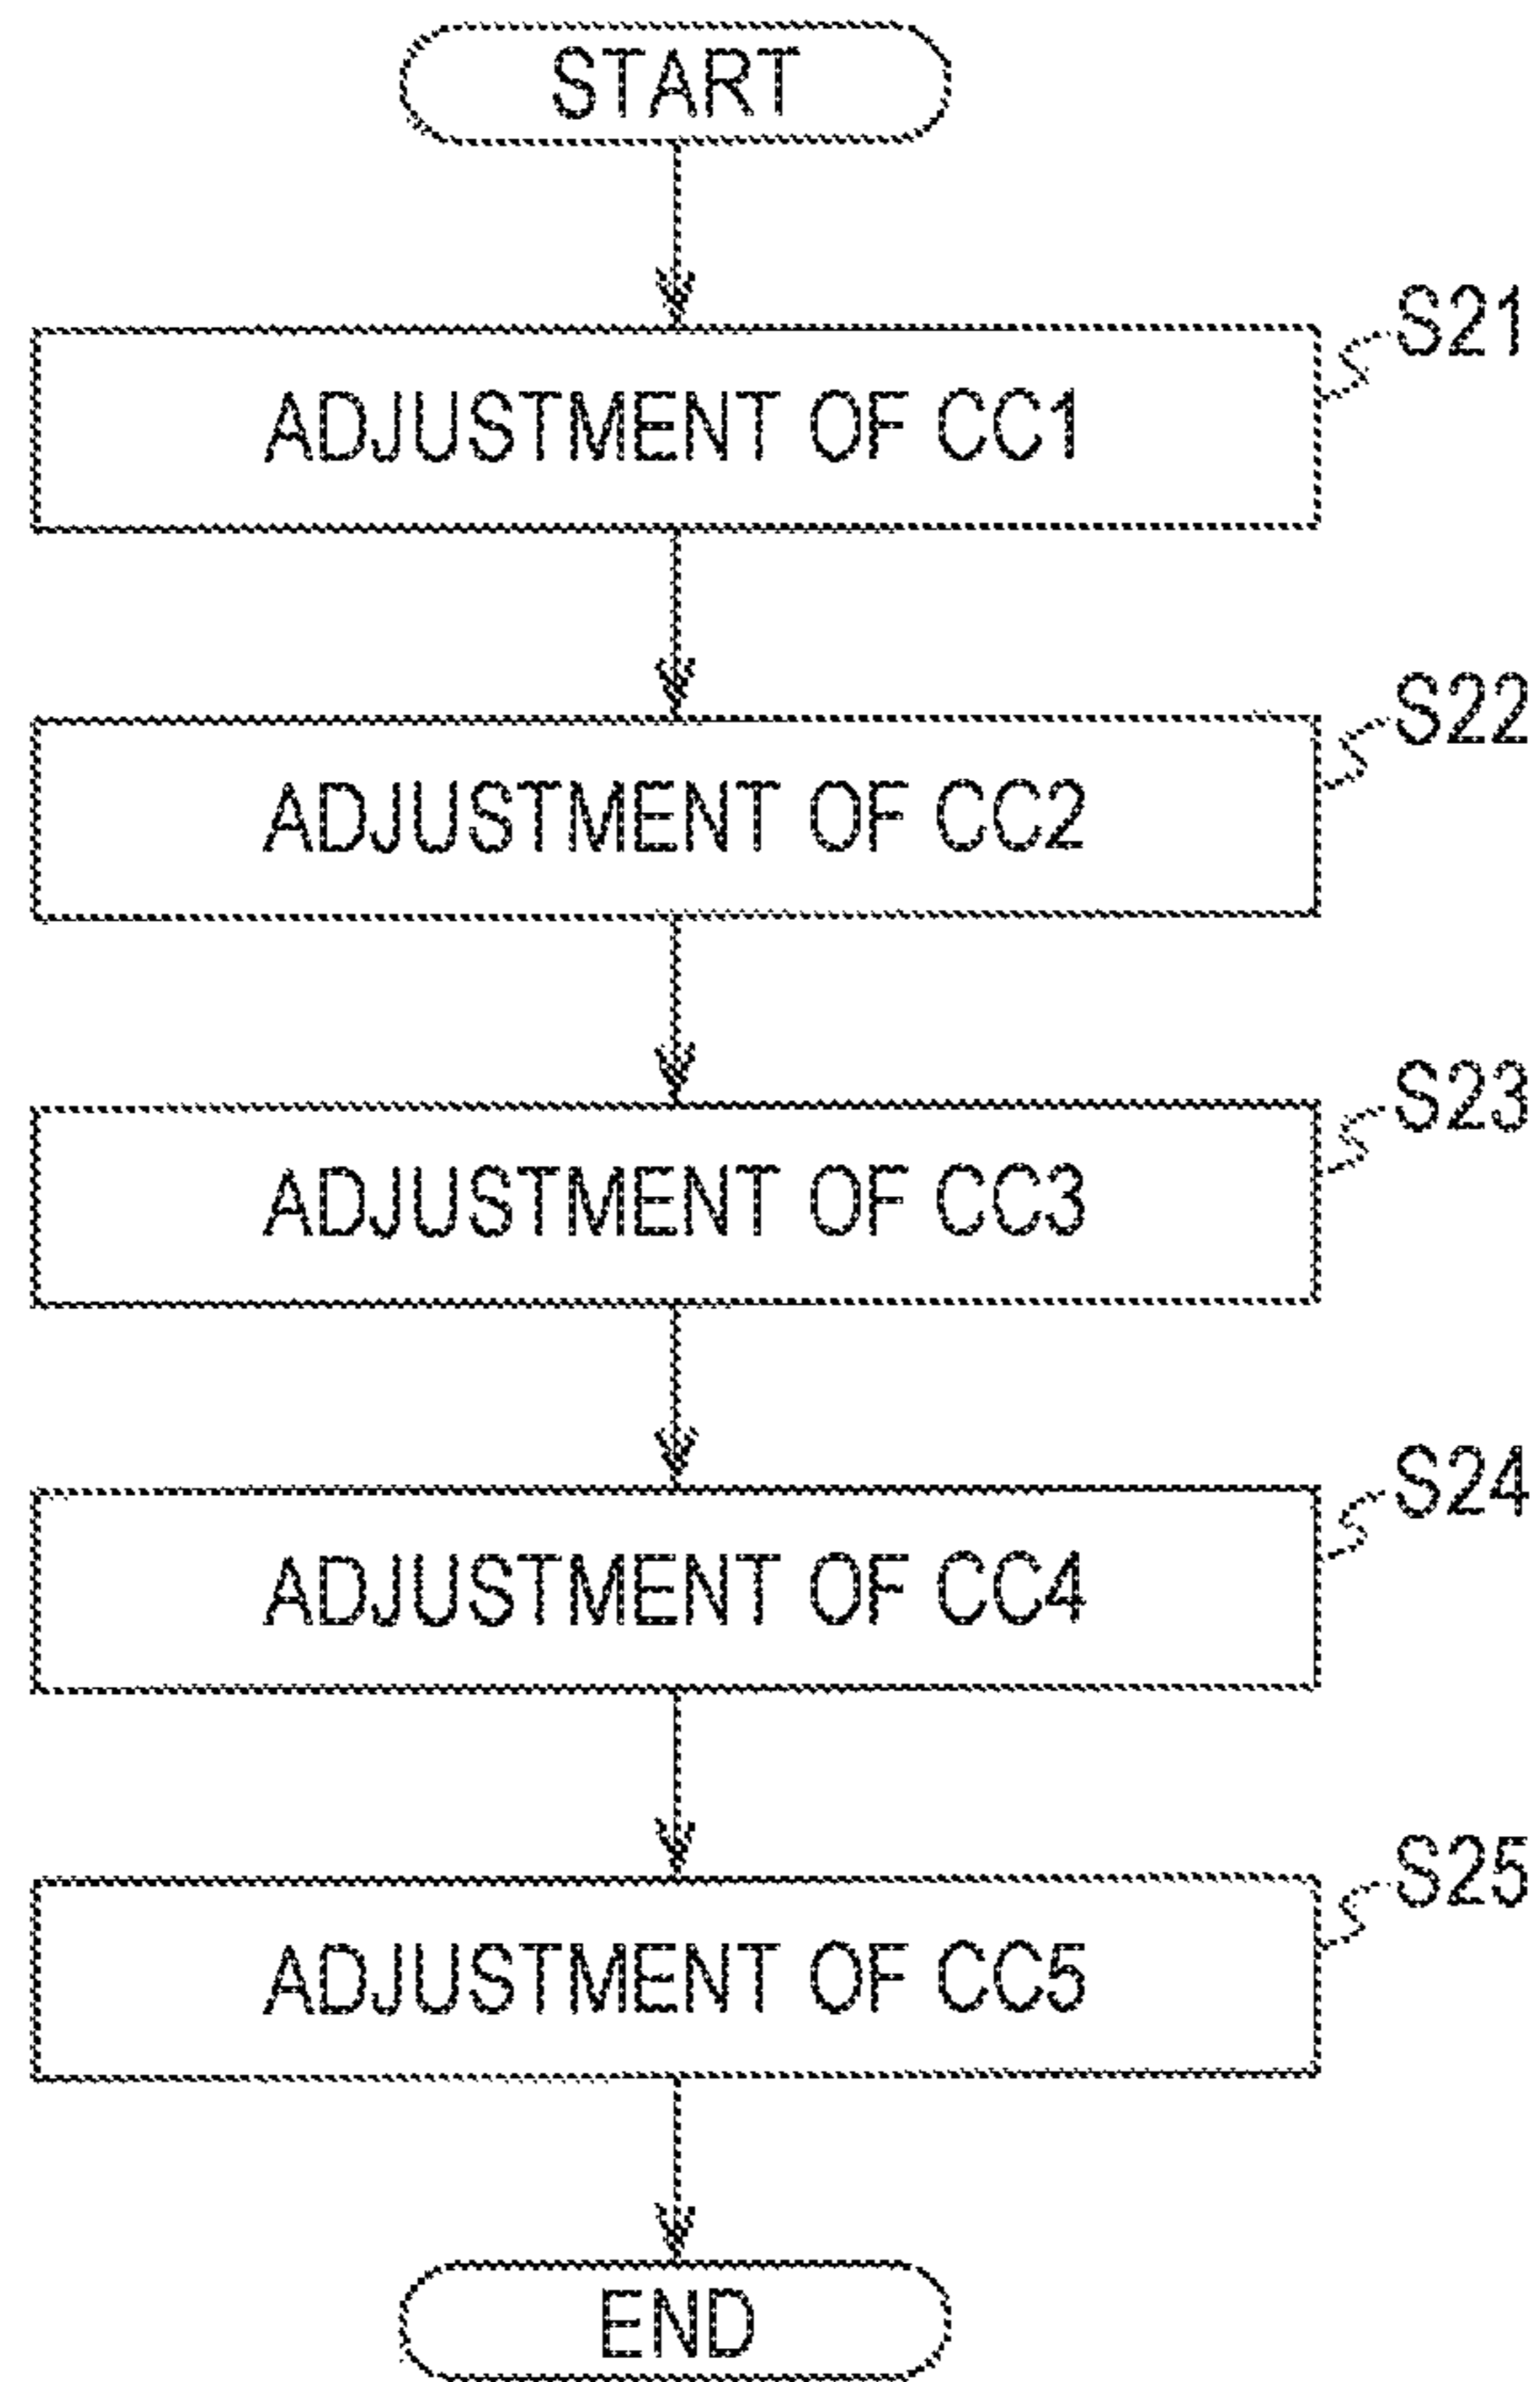 START
S21
ADJUSTMENT OF CC1
S22
ADJUSTMENT OF CC2
S23
ADJUSTMENT OF CC3
S24
ADJUSTMENT OF CC4
S25
ADJUSTMENT OF CC5
END